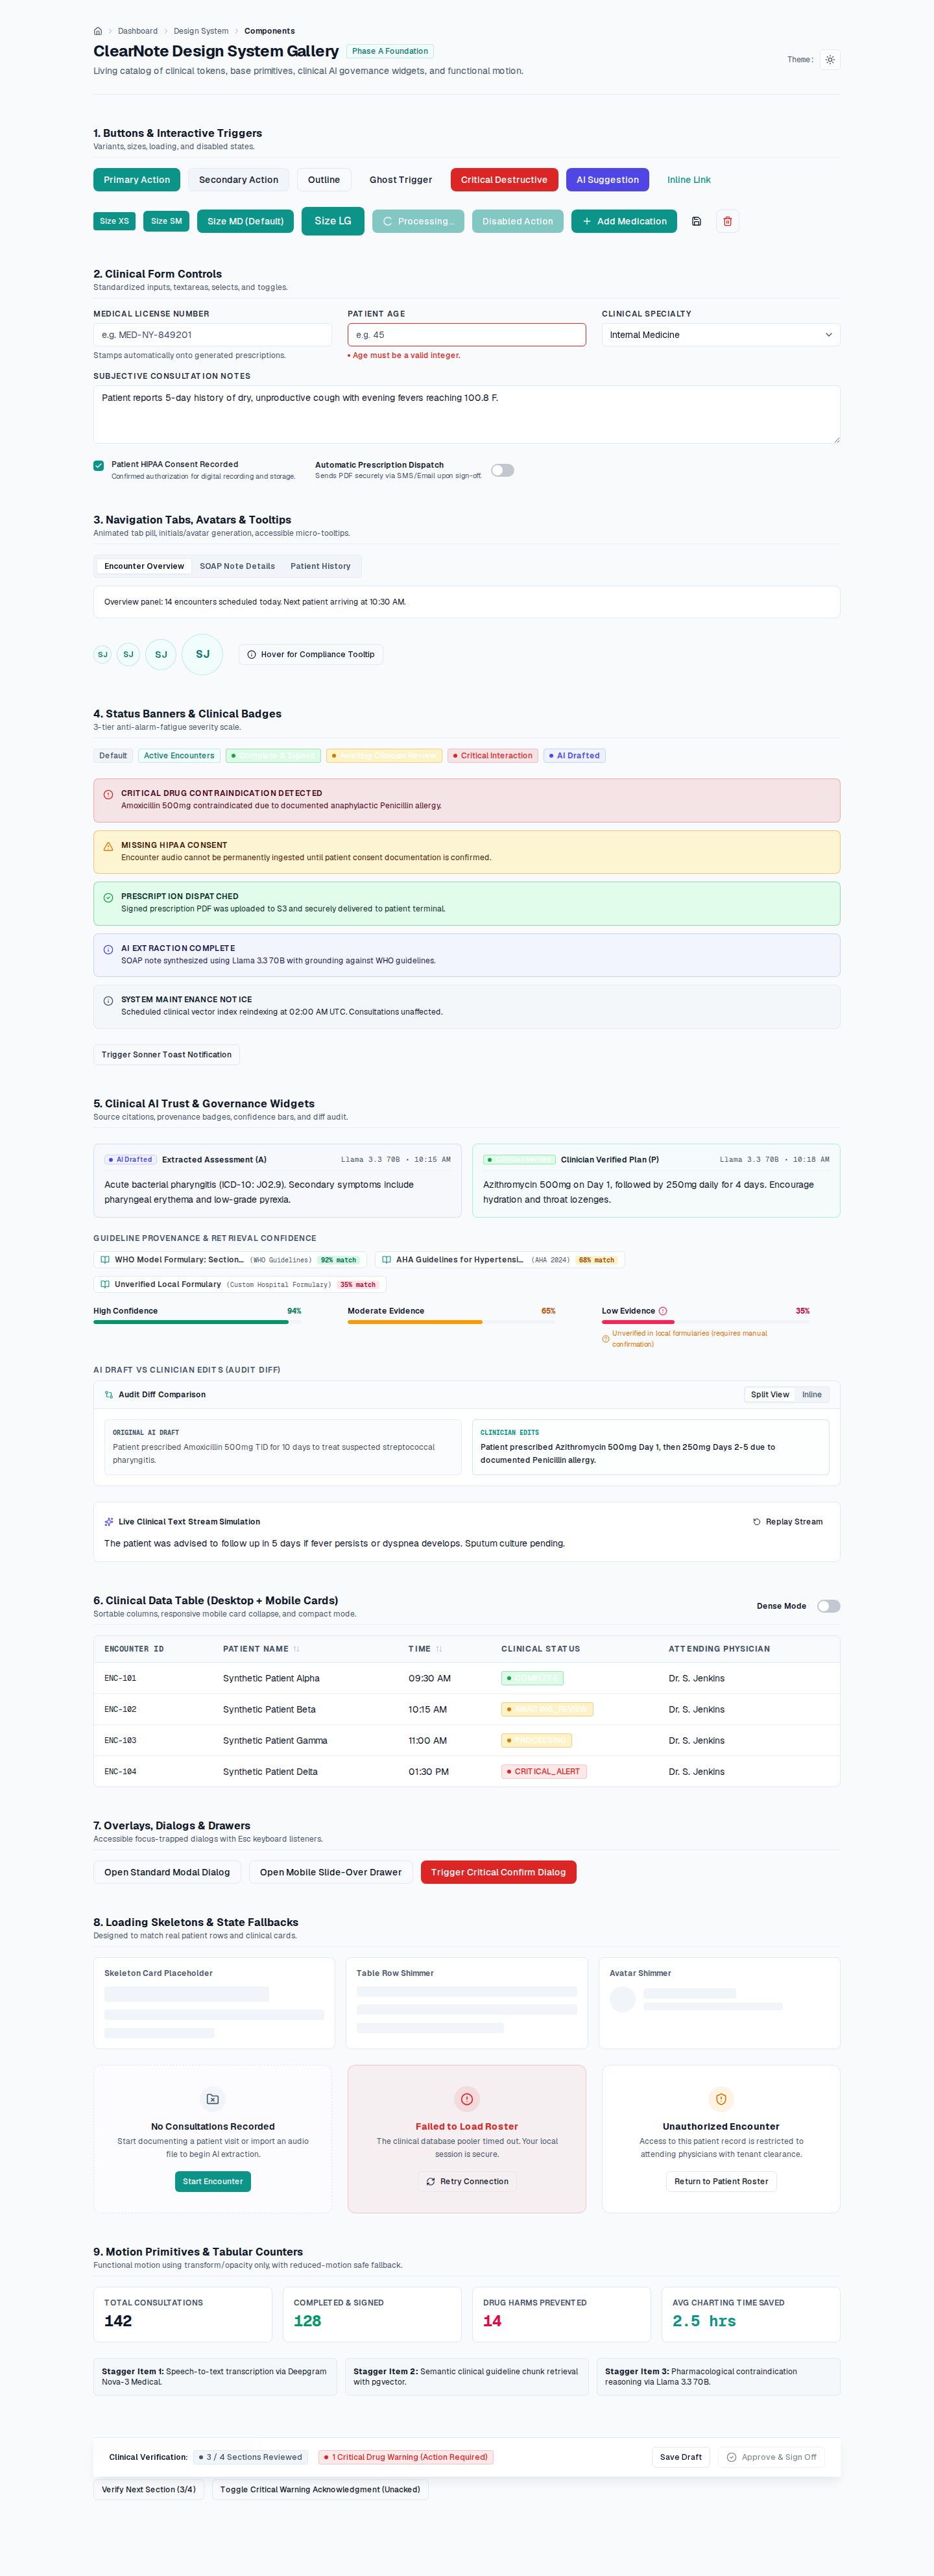 Dashboard > Design System > Components
ClearNote Design System Gallery Phase A Foundation
Living catalog of clinical tokens, base primitives, clinical AI governance widgets, and functional motion.
Theme:
1. Buttons & Interactive Triggers
Variants, sizes, loading, and disabled states.
Primary Action Secondary Action Outline Ghost Trigger Critical Destructive AI Suggestion Inline Link
Size XS Size SM Size MD (Default) Size LG Processing... Disabled Action Add Medication
2. Clinical Form Controls
Standardized inputs, textareas, selects, and toggles.
MEDICAL LICENSE NUMBER PATIENT AGE CLINICAL SPECIALTY
e.g. MED-NY-849201 e.g. 45 Internal Medicine
Stamps automatically onto generated prescriptions. • Age must be a valid integer.
SUBJECTIVE CONSULTATION NOTES
Patient reports 5-day history of dry, unproductive cough with evening fevers reaching 100.8 F.
Patient HIPAA Consent Recorded
Confirmed authorization for digital recording and storage.
Automatic Prescription Dispatch
Sends PDF securely via SMS/Email upon sign-off.
3. Navigation Tabs, Avatars & Tooltips
Animated tab pill, initials/avatar generation, accessible micro-tooltips.
Encounter Overview SOAP Note Details Patient History
Overview panel: 14 encounters scheduled today. Next patient arriving at 10:30 AM.
SJ SJ SJ SJ Hover for Compliance Tooltip
4. Status Banners & Clinical Badges
3-tier anti-alarm-fatigue severity scale.
Default Active Encounters Critical Interaction AI Drafted
CRITICAL DRUG CONTRAINDICATION DETECTED
Amoxicillin 500mg contraindicated due to documented anaphylactic Penicillin allergy.
MISSING HIPAA CONSENT
Encounter audio cannot be permanently ingested until patient consent documentation is confirmed.
PRESCRIPTION DISPATCHED
Signed prescription PDF was uploaded to S3 and securely delivered to patient terminal.
AI EXTRACTION COMPLETE
SOAP note synthesized using Llama 3.3 70B with grounding against WHO guidelines.
SYSTEM MAINTENANCE NOTICE
Scheduled clinical vector index reindexing at 02:00 AM UTC. Consultations unaffected.
Trigger Sonner Toast Notification
5. Clinical AI Trust & Governance Widgets
Source citations, provenance badges, confidence bars, and diff audit.
AI Drafted Extracted Assessment (A) Llama 3.3 70B • 10:15 AM
Acute bacterial pharyngitis (ICD-10: J02.9). Secondary symptoms include
pharyngeal erythema and low-grade pyrexia.
Clinician Verified Plan (P) Llama 3.3 70B • 10:18 AM
Azithromycin 500mg on Day 1, followed by 250mg daily for 4 days. Encourage
hydration and throat lozenges.
GUIDELINE PROVENANCE & RETRIEVAL CONFIDENCE
WHO Model Formulary: Section... (WHO Guidelines) 92% match AHA Guidelines for Hypertensi... (AHA 2024) 68% match
Unverified Local Formulary (Custom Hospital Formulary) 35% match
High Confidence 94% Moderate Evidence 65% Low Evidence 35%
Unverified in local formularies (requires manual
confirmation)
AI DRAFT VS CLINICIAN EDITS (AUDIT DIFF)
Audit Diff Comparison Split View Inline
ORIGINAL AI DRAFT
Patient prescribed Amoxicillin 500mg TID for 10 days to treat suspected streptococcal
pharyngitis.
CLINICIAN EDITS
Patient prescribed Azithromycin 500mg Day 1, then 250mg Days 2-5 due to
documented Penicillin allergy.
Live Clinical Text Stream Simulation Replay Stream
The patient was advised to follow up in 5 days if fever persists or dyspnea develops. Sputum culture pending.
6. Clinical Data Table (Desktop + Mobile Cards)
Sortable columns, responsive mobile card collapse, and compact mode.
Dense Mode
ENCOUNTER ID PATIENT NAME TIME CLINICAL STATUS ATTENDING PHYSICIAN
ENC-101 Synthetic Patient Alpha 09:30 AM COMPLETE Dr. S. Jenkins
ENC-102 Synthetic Patient Beta 10:15 AM Dr. S. Jenkins
ENC-103 Synthetic Patient Gamma 11:00 AM Dr. S. Jenkins
ENC-104 Synthetic Patient Delta 01:30 PM CRITICAL_ALERT Dr. S. Jenkins
7. Overlays, Dialogs & Drawers
Accessible focus-trapped dialogs with Esc keyboard listeners.
Open Standard Modal Dialog Open Mobile Slide-Over Drawer Trigger Critical Confirm Dialog
8. Loading Skeletons & State Fallbacks
Designed to match real patient rows and clinical cards.
Skeleton Card Placeholder Table Row Shimmer Avatar Shimmer
No Consultations Recorded
Start documenting a patient visit or import an audio
file to begin AI extraction.
Start Encounter
Failed to Load Roster
The clinical database pooler timed out. Your local
session is secure.
Retry Connection
Unauthorized Encounter
Access to this patient record is restricted to
attending physicians with tenant clearance.
Return to Patient Roster
9. Motion Primitives & Tabular Counters
Functional motion using transform/opacity only, with reduced-motion safe fallback.
TOTAL CONSULTATIONS COMPLETED & SIGNED DRUG HARMS PREVENTED AVG CHARTING TIME SAVED
142 128 14 2.5 hrs
Stagger Item 1: Speech-to-text transcription via Deepgram
Nova-3 Medical.
Stagger Item 2: Semantic clinical guideline chunk retrieval
with pgvector.
Stagger Item 3: Pharmacological contraindication
reasoning via Llama 3.3 70B.
Clinical Verification: 3 / 4 Sections Reviewed 1 Critical Drug Warning (Action Required) Save Draft Approve & Sign Off
Verify Next Section (3/4) Toggle Critical Warning Acknowledgment (Unacked)